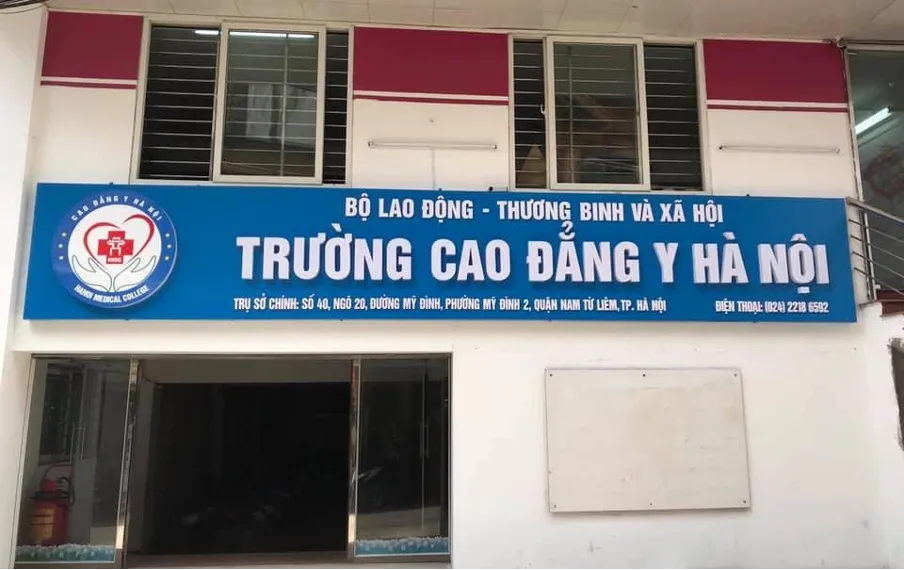 BỘ LAO ĐỘNG - THƯƠNG BINH VÀ XÃ HỘI
TRƯỜNG CAO ĐẲNG Y HÀ NỘI
TRỤ SỞ CHÍNH: SỐ 40, NGÕ 20, ĐƯỜNG MỸ ĐÌNH, PHƯỜNG MỸ ĐÌNH 2, QUẬN NAM TỪ LIÊM, TP. HÀ NỘI
ĐIỆN THOẠI: (024) 2218 6592
CAO ĐẲNG Y HÀ NỘI
HANOI MEDICAL COLLEGE